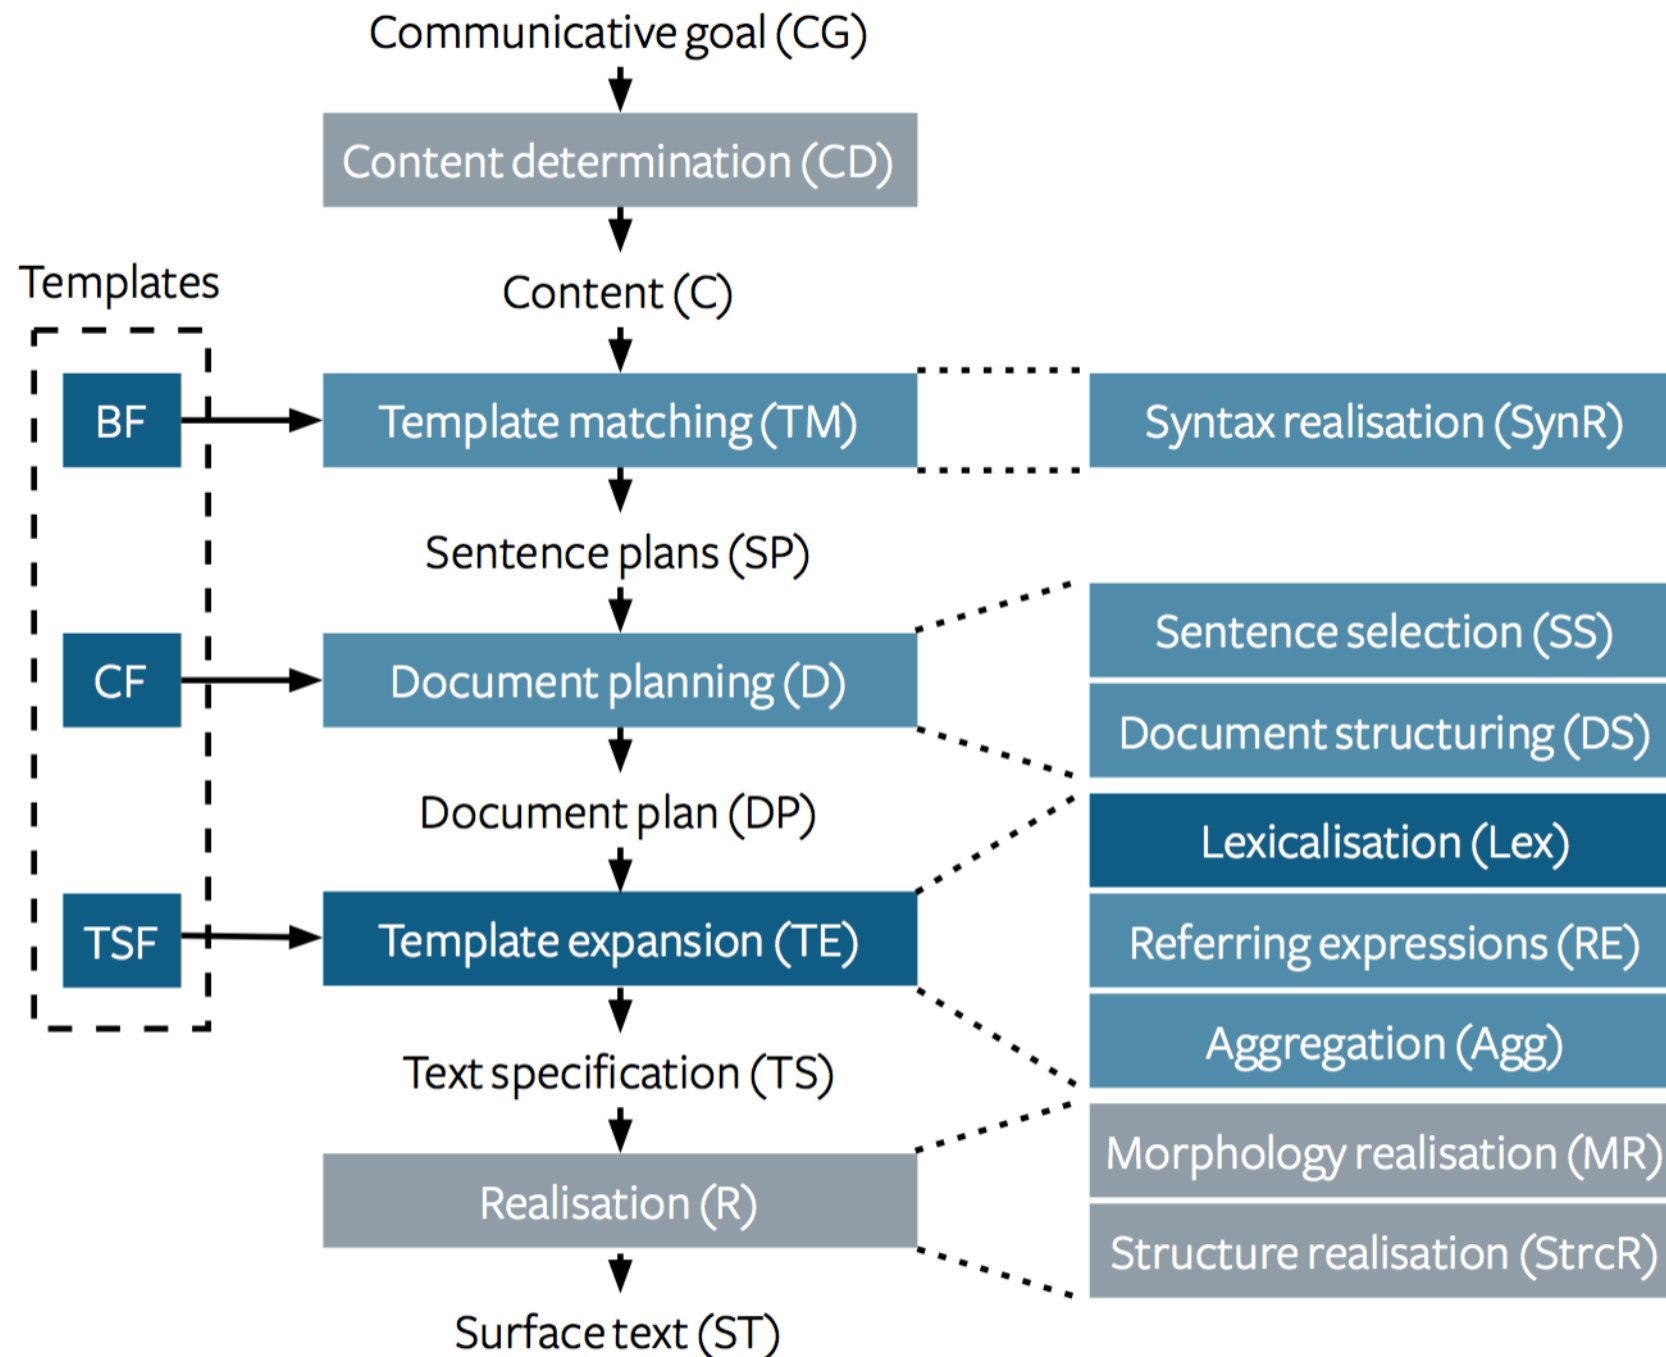 Communicative goal (CG)
Content determination (CD)
Templates
Content (C)
BF
Template matching (TM)
Syntax realisation (SynR)
Sentence plans (SP)
Sentence selection (SS)
CF
Document planning (D)
Document structuring (DS)
Document plan (DP)
Lexicalisation (Lex)
TSF
Template expansion (TE)
Referring expressions (RE)
Aggregation (Agg)
Text specification (TS)
Morphology realisation (MR)
Realisation (R)
Structure realisation (StrcR)
Surface text (ST)